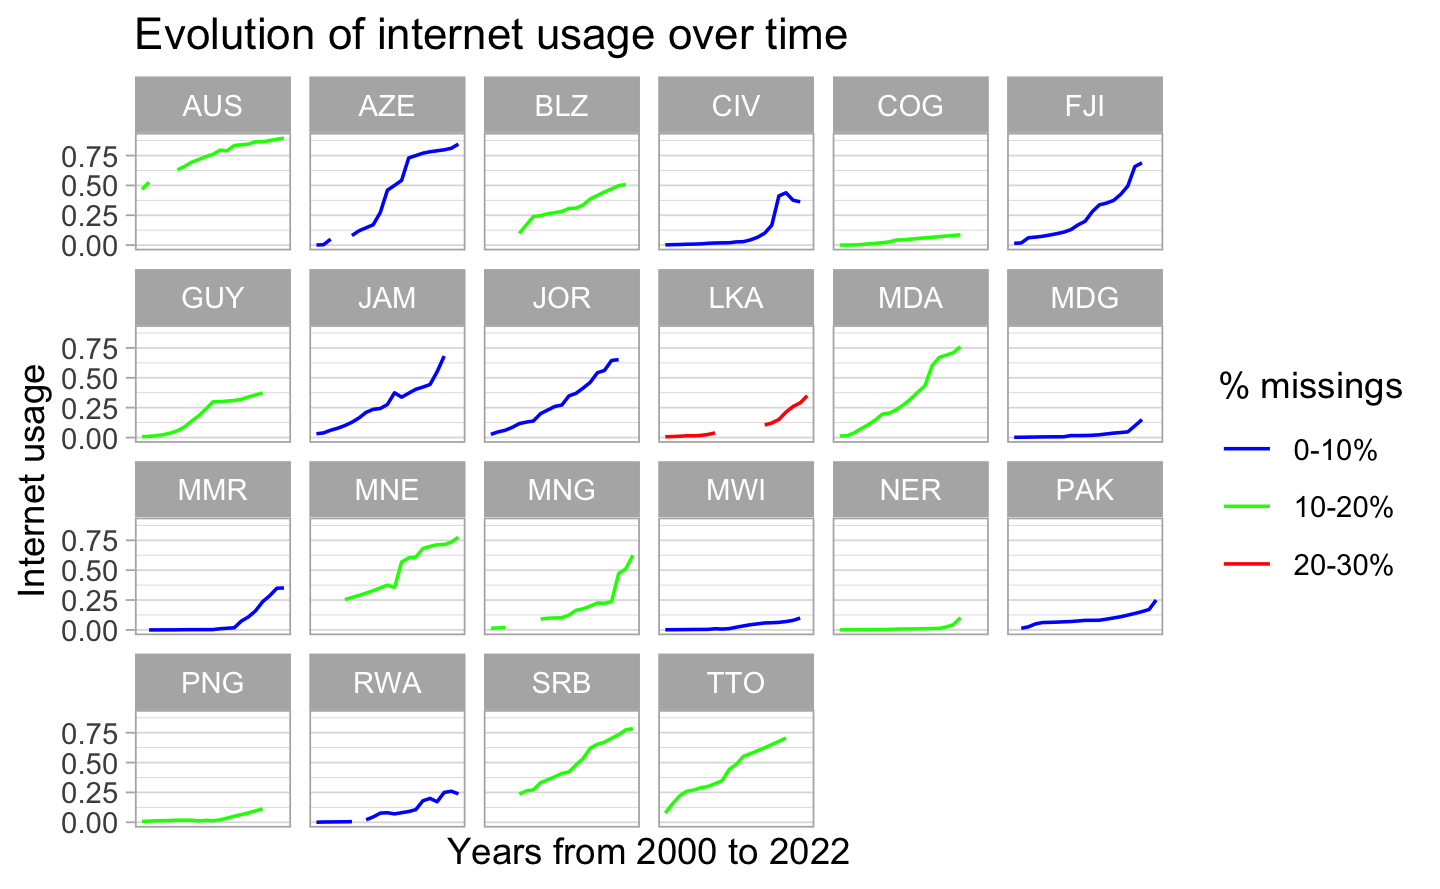 Evolution of internet usage over time
AUS AZE BLZ CIV COG FJI
0.75
0.50
0.25
0.00
GUY JAM JOR LKA MDA MDG
0.75
0.50
0.25
0.00
MMR MNE MNG MWI NER PAK
0.75
0.50
0.25
0.00
PNG RWA SRB TTO
0.75
0.50
0.25
0.00
Internet usage
Years from 2000 to 2022
% missings
0-10%
10-20%
20-30%